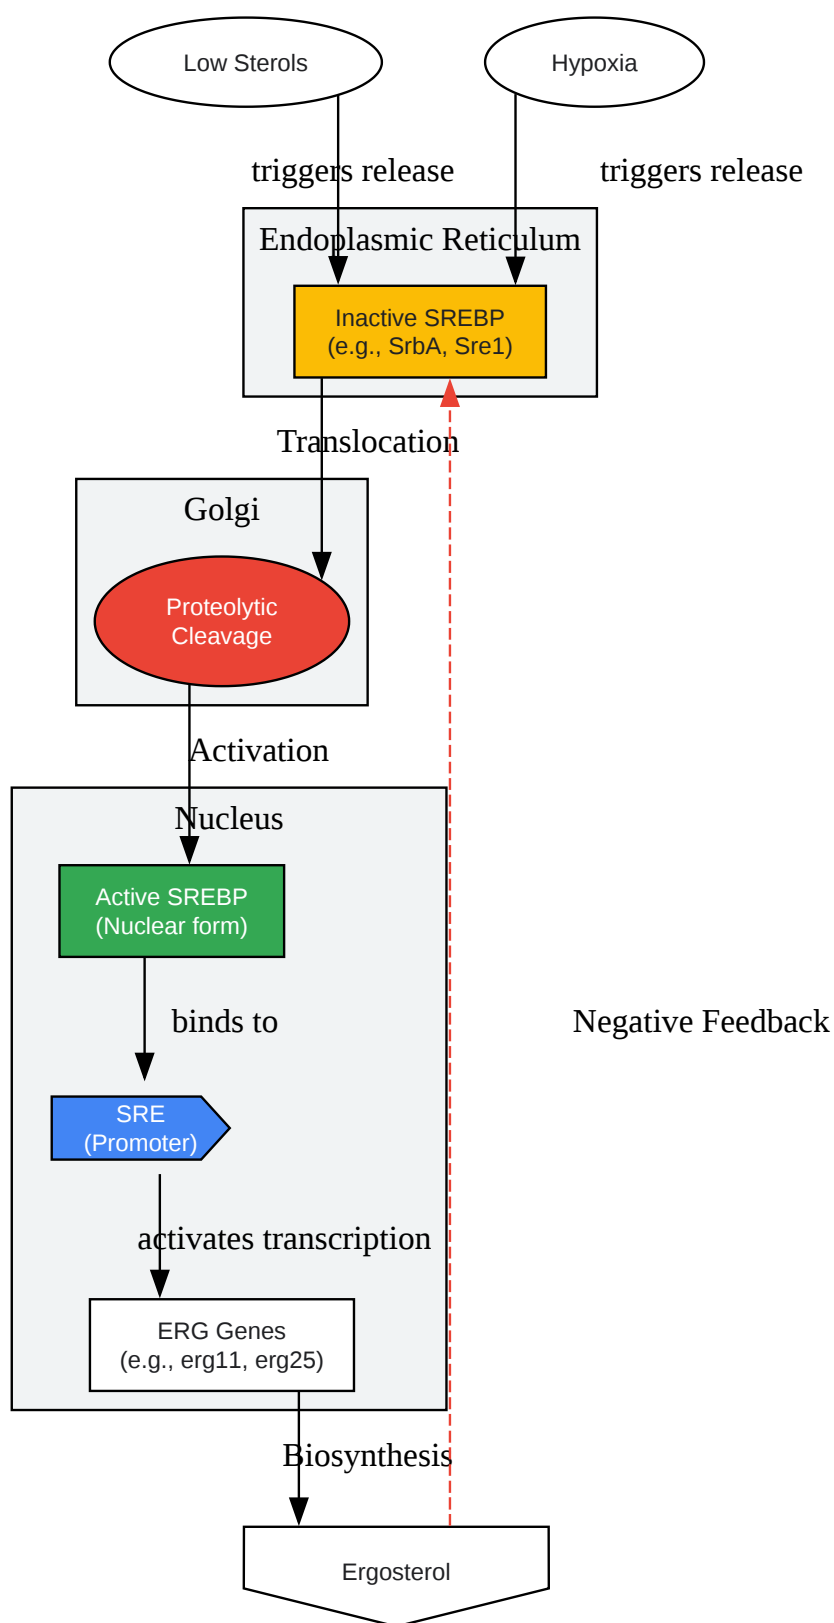 Low Sterols
Hypoxia
triggers release
triggers release
Endoplasmic Reticulum
Inactive SREBP
(e.g., SrbA, Sre1)
Translocation
Golgi
Proteolytic
Cleavage
Activation
Nucleus
Active SREBP
(Nuclear form)
binds to
Negative Feedback
SRE
(Promoter)
activates transcription
ERG Genes
(e.g., erg11, erg25)
Biosynthesis
Ergosterol